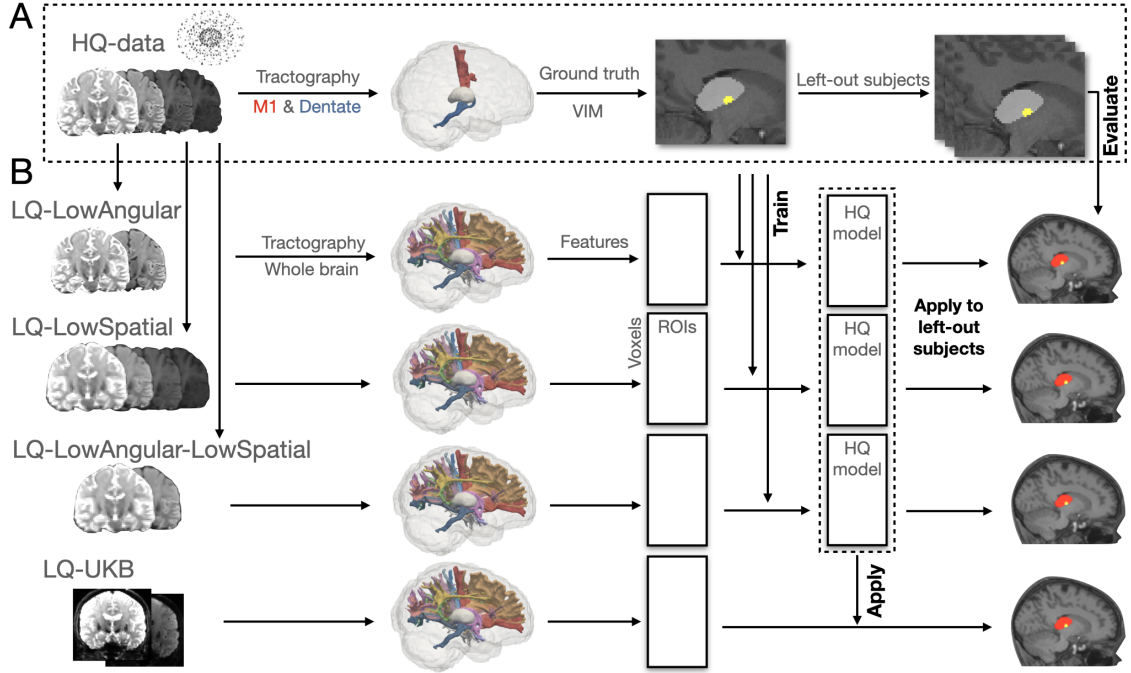 A
HQ-data
Tractography
M1 & Dentate
Ground truth
VIM
Left-out subjects
Evaluate
B
LQ-LowAngular
Tractography
Whole brain
Features
Train
HQ
model
LQ-LowSpatial
Voxels
ROIs
HQ
model
Apply to
left-out
subjects
LQ-LowAngular-LowSpatial
HQ
model
LQ-UKB
Apply